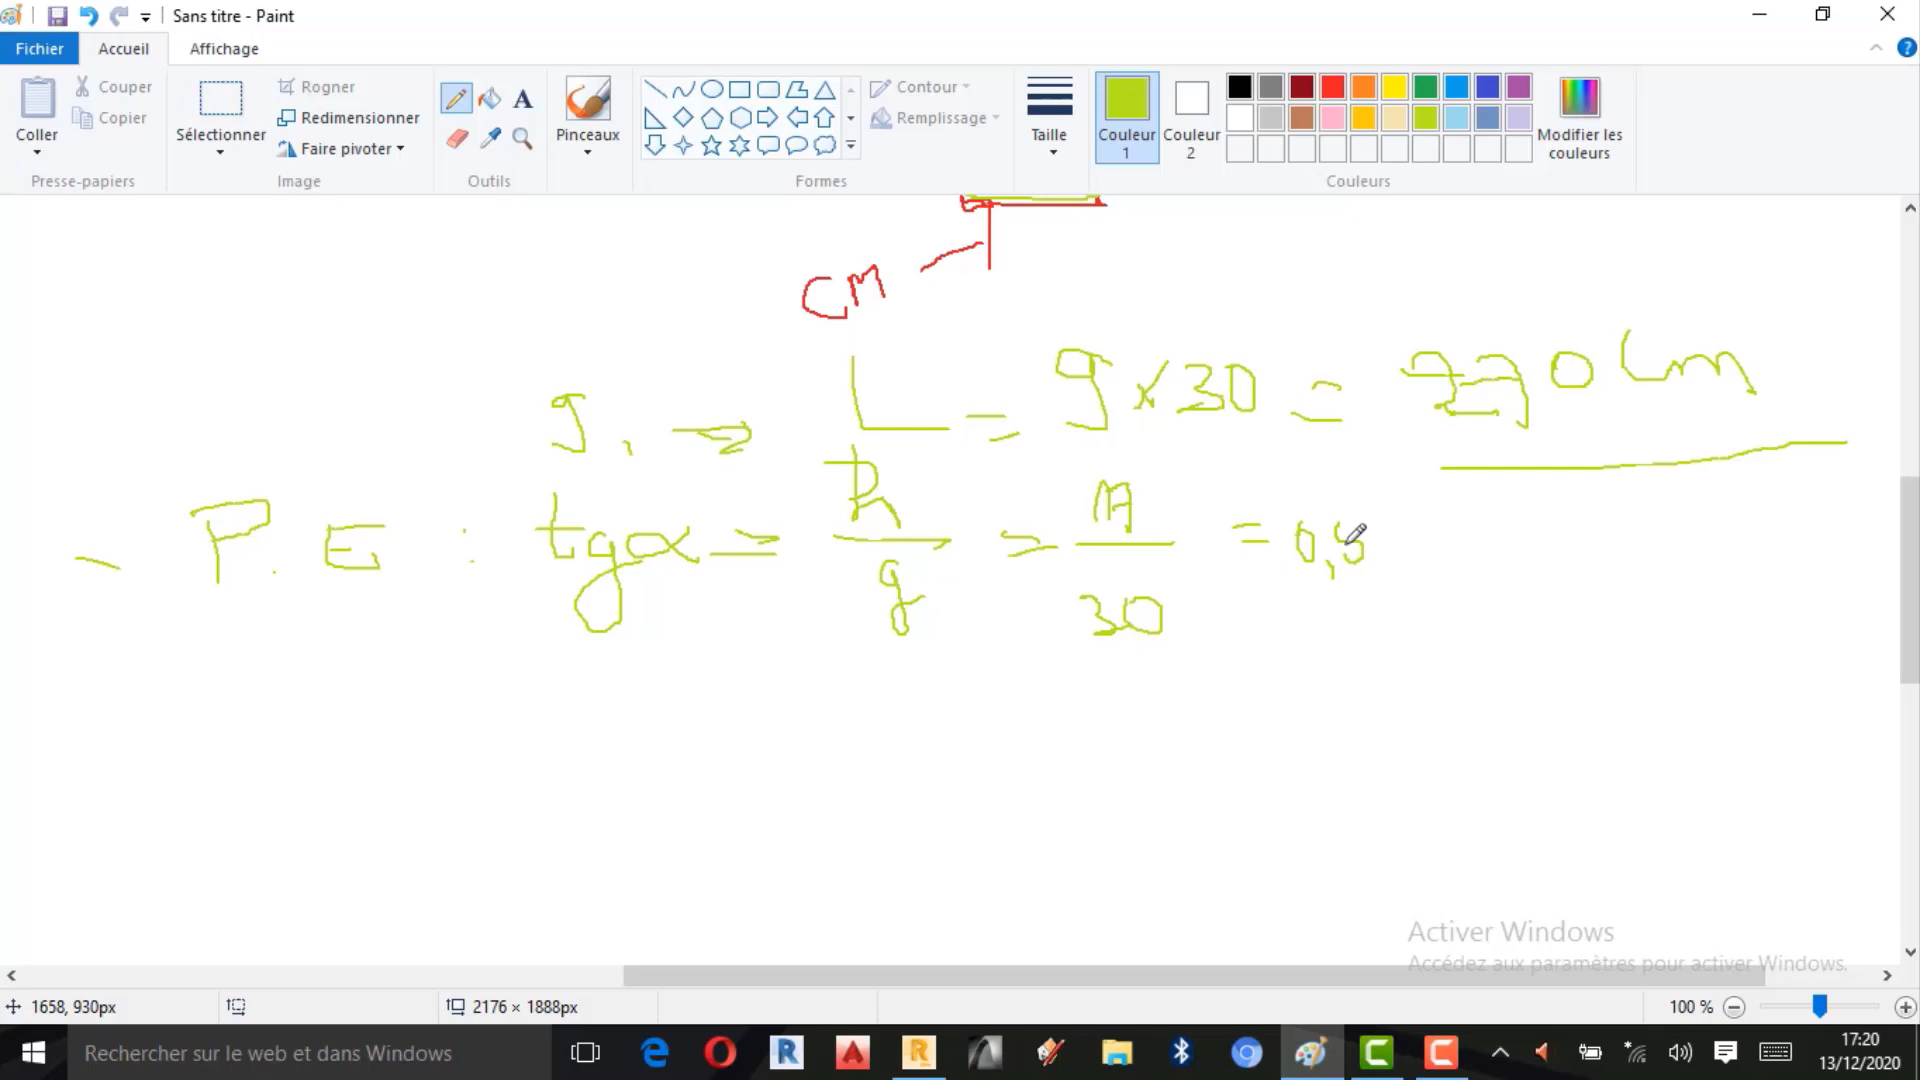 Sans titre - Paint
Fichier Accueil Affichage
Coller
Couper
Copier
Presse-papiers
Sélectionner
Rogner
Redimensionner
Faire pivoter
Image
Outils
Pinceaux
Formes
Contour
Remplissage
Taille
Couleur 1
Couleur 2
Modifier les couleurs
Couleurs
CM
g, → L = g × 30 = 270 Cm
- P.E : tgα = h/g = 17/30 = 0,5
Activer Windows
Accédez aux paramètres pour activer Windows.
1658, 930px
2176 × 1888px
100 %
Rechercher sur le web et dans Windows
17:20
13/12/2020